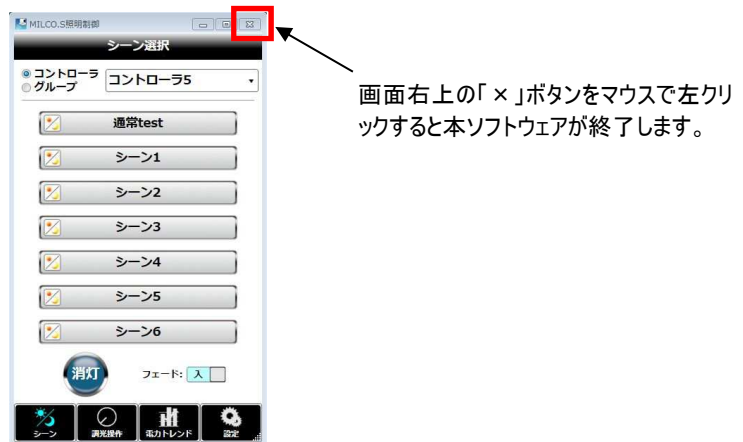 MILCO.S照明制御
シーン選択
コントローラ
グループ
コントローラ5
通常test
シーン1
シーン2
シーン3
シーン4
シーン5
シーン6
消灯
フェード: 入
シーン
調光操作
電力トレンド
設定
画面右上の「×」ボタンをマウスで左クリ
ックすると本ソフトウェアが終了します。